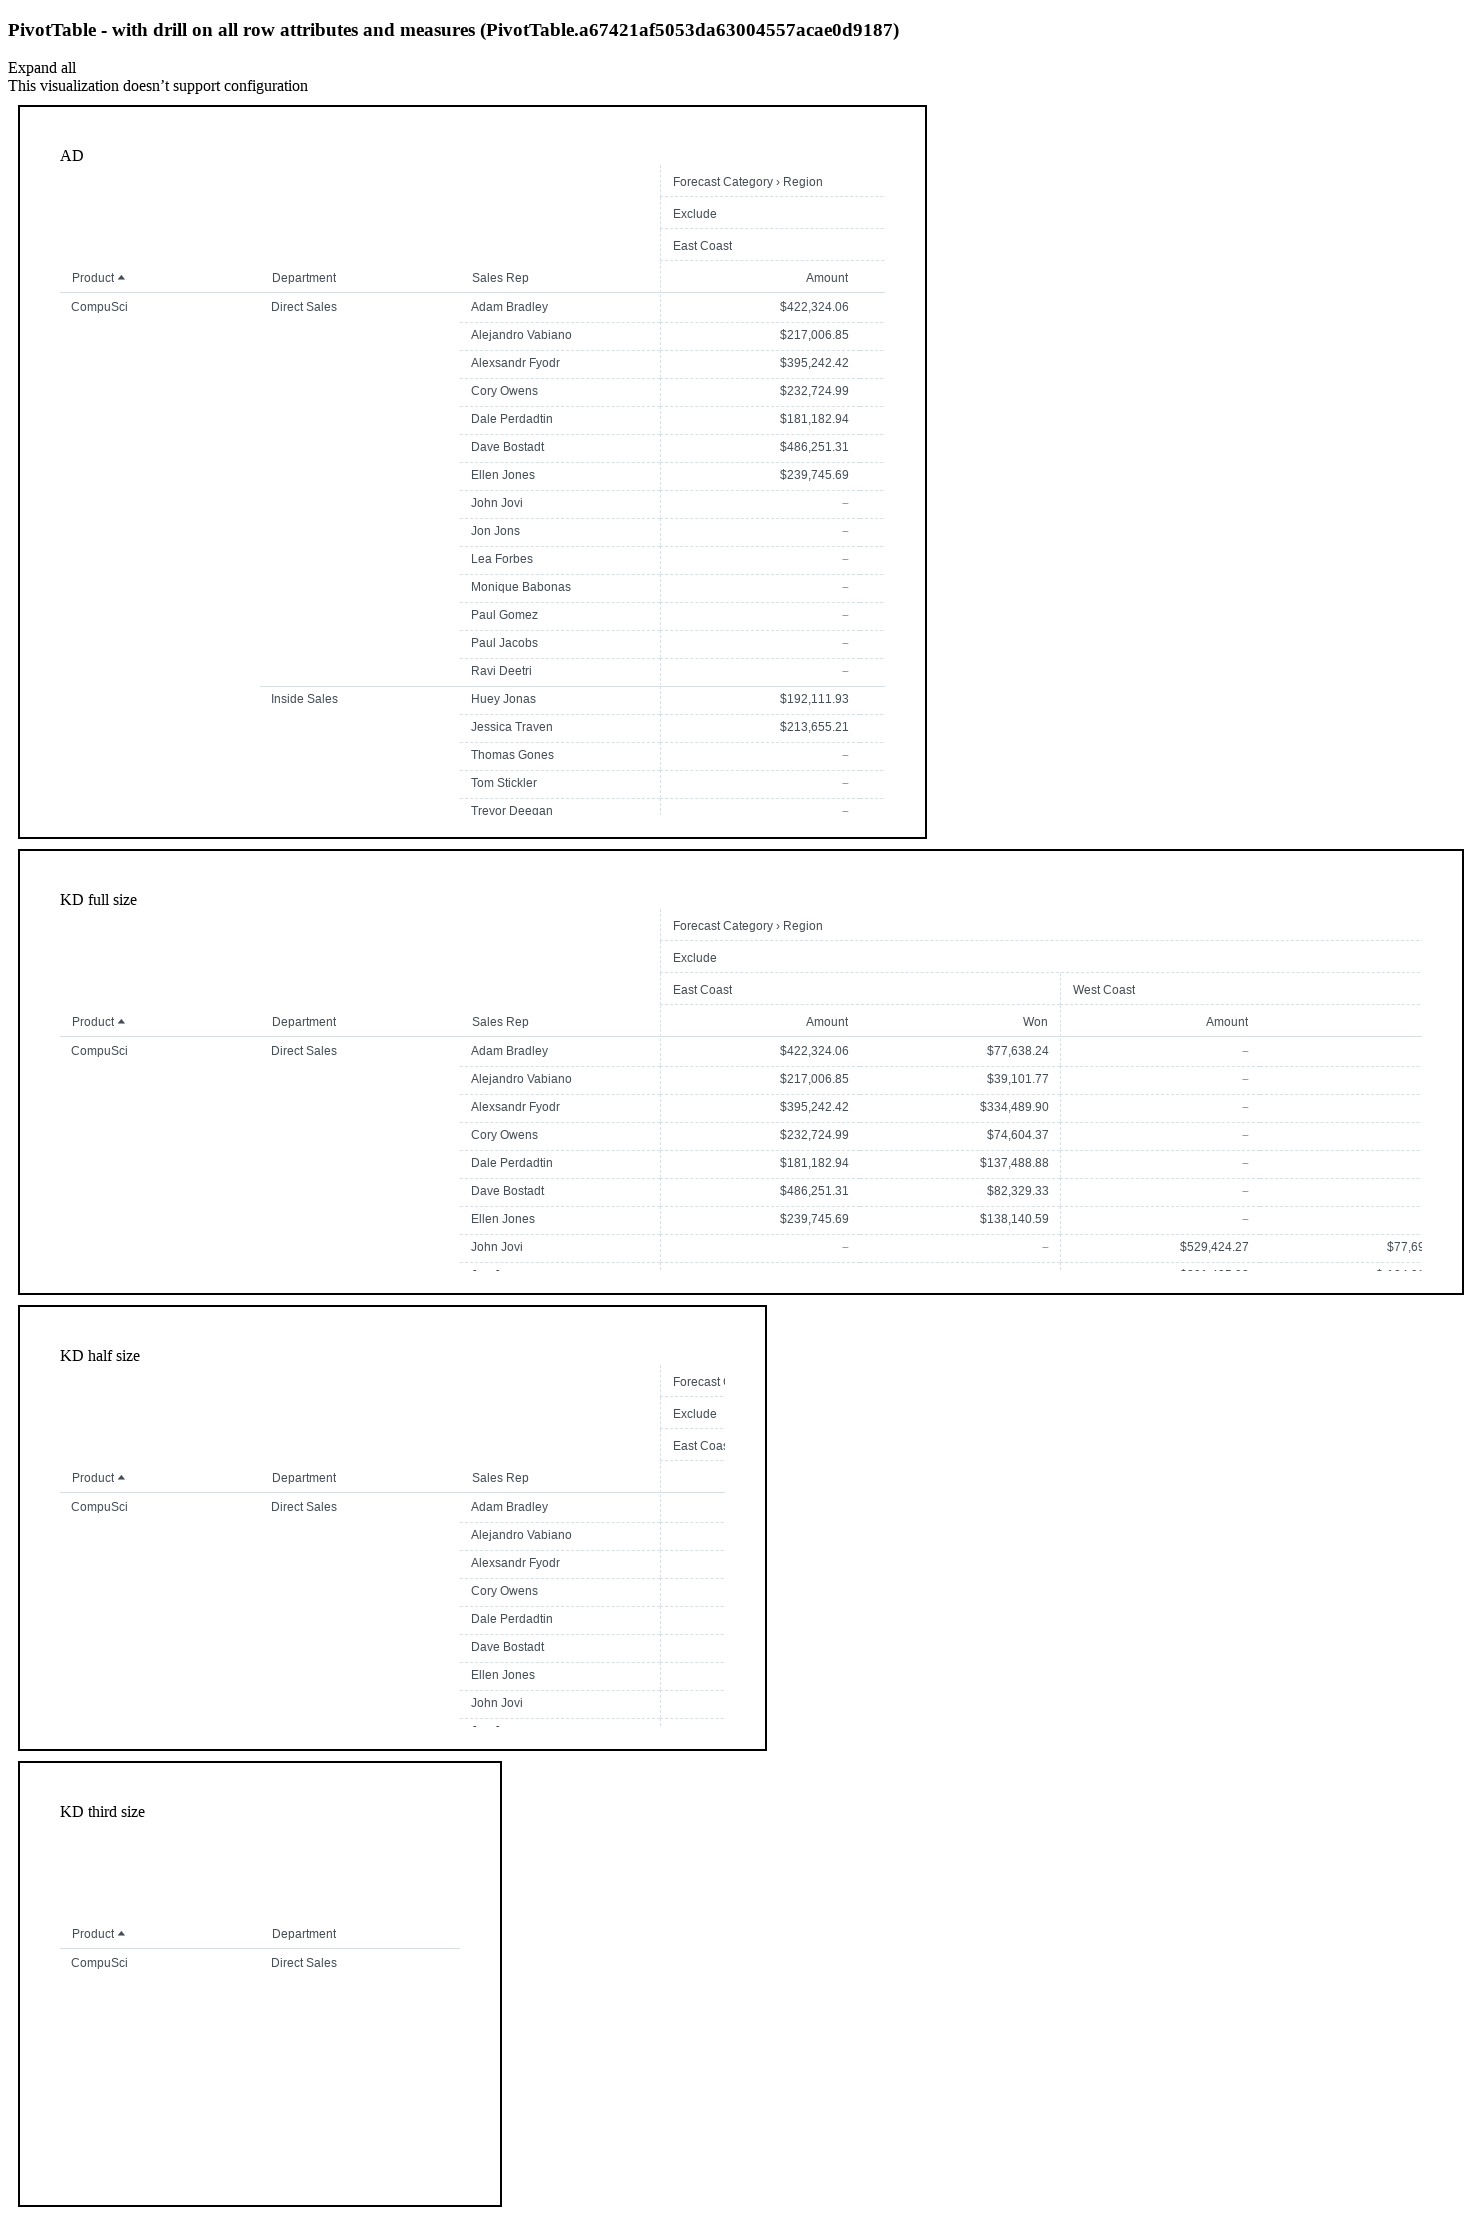 PivotTable - with drill on all row attributes and measures (PivotTable.a67421af5053da63004557acae0d9187)
Expand all
This visualization doesn’t support configuration
AD
Forecast Category › Region
Exclude
East Coast
Product Department Sales Rep Amount
CompuSci Direct Sales Adam Bradley $422,324.06
Alejandro Vabiano $217,006.85
Alexsandr Fyodr $395,242.42
Cory Owens $232,724.99
Dale Perdadtin $181,182.94
Dave Bostadt $486,251.31
Ellen Jones $239,745.69
John Jovi –
Jon Jons –
Lea Forbes –
Monique Babonas –
Paul Gomez –
Paul Jacobs –
Ravi Deetri –
Inside Sales Huey Jonas $192,111.93
Jessica Traven $213,655.21
Thomas Gones –
Tom Stickler –
Trevor Deegan –
KD full size
Forecast Category › Region
Exclude
East Coast West Coast
Product Department Sales Rep Amount Won Amount
CompuSci Direct Sales Adam Bradley $422,324.06 $77,638.24 –
Alejandro Vabiano $217,006.85 $39,101.77 –
Alexsandr Fyodr $395,242.42 $334,489.90 –
Cory Owens $232,724.99 $74,604.37 –
Dale Perdadtin $181,182.94 $137,488.88 –
Dave Bostadt $486,251.31 $82,329.33 –
Ellen Jones $239,745.69 $138,140.59 –
John Jovi – – $529,424.27 $77,69
KD half size
Forecast
Exclude
East Coas
Product Department Sales Rep
CompuSci Direct Sales Adam Bradley
Alejandro Vabiano
Alexsandr Fyodr
Cory Owens
Dale Perdadtin
Dave Bostadt
Ellen Jones
John Jovi
KD third size
Product Department
CompuSci Direct Sales